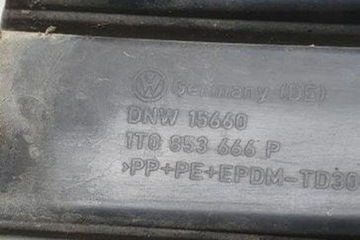 Germany (DE)
DNW 15660
1T0 853 666 P
>PP+PE+EPDM-TD30